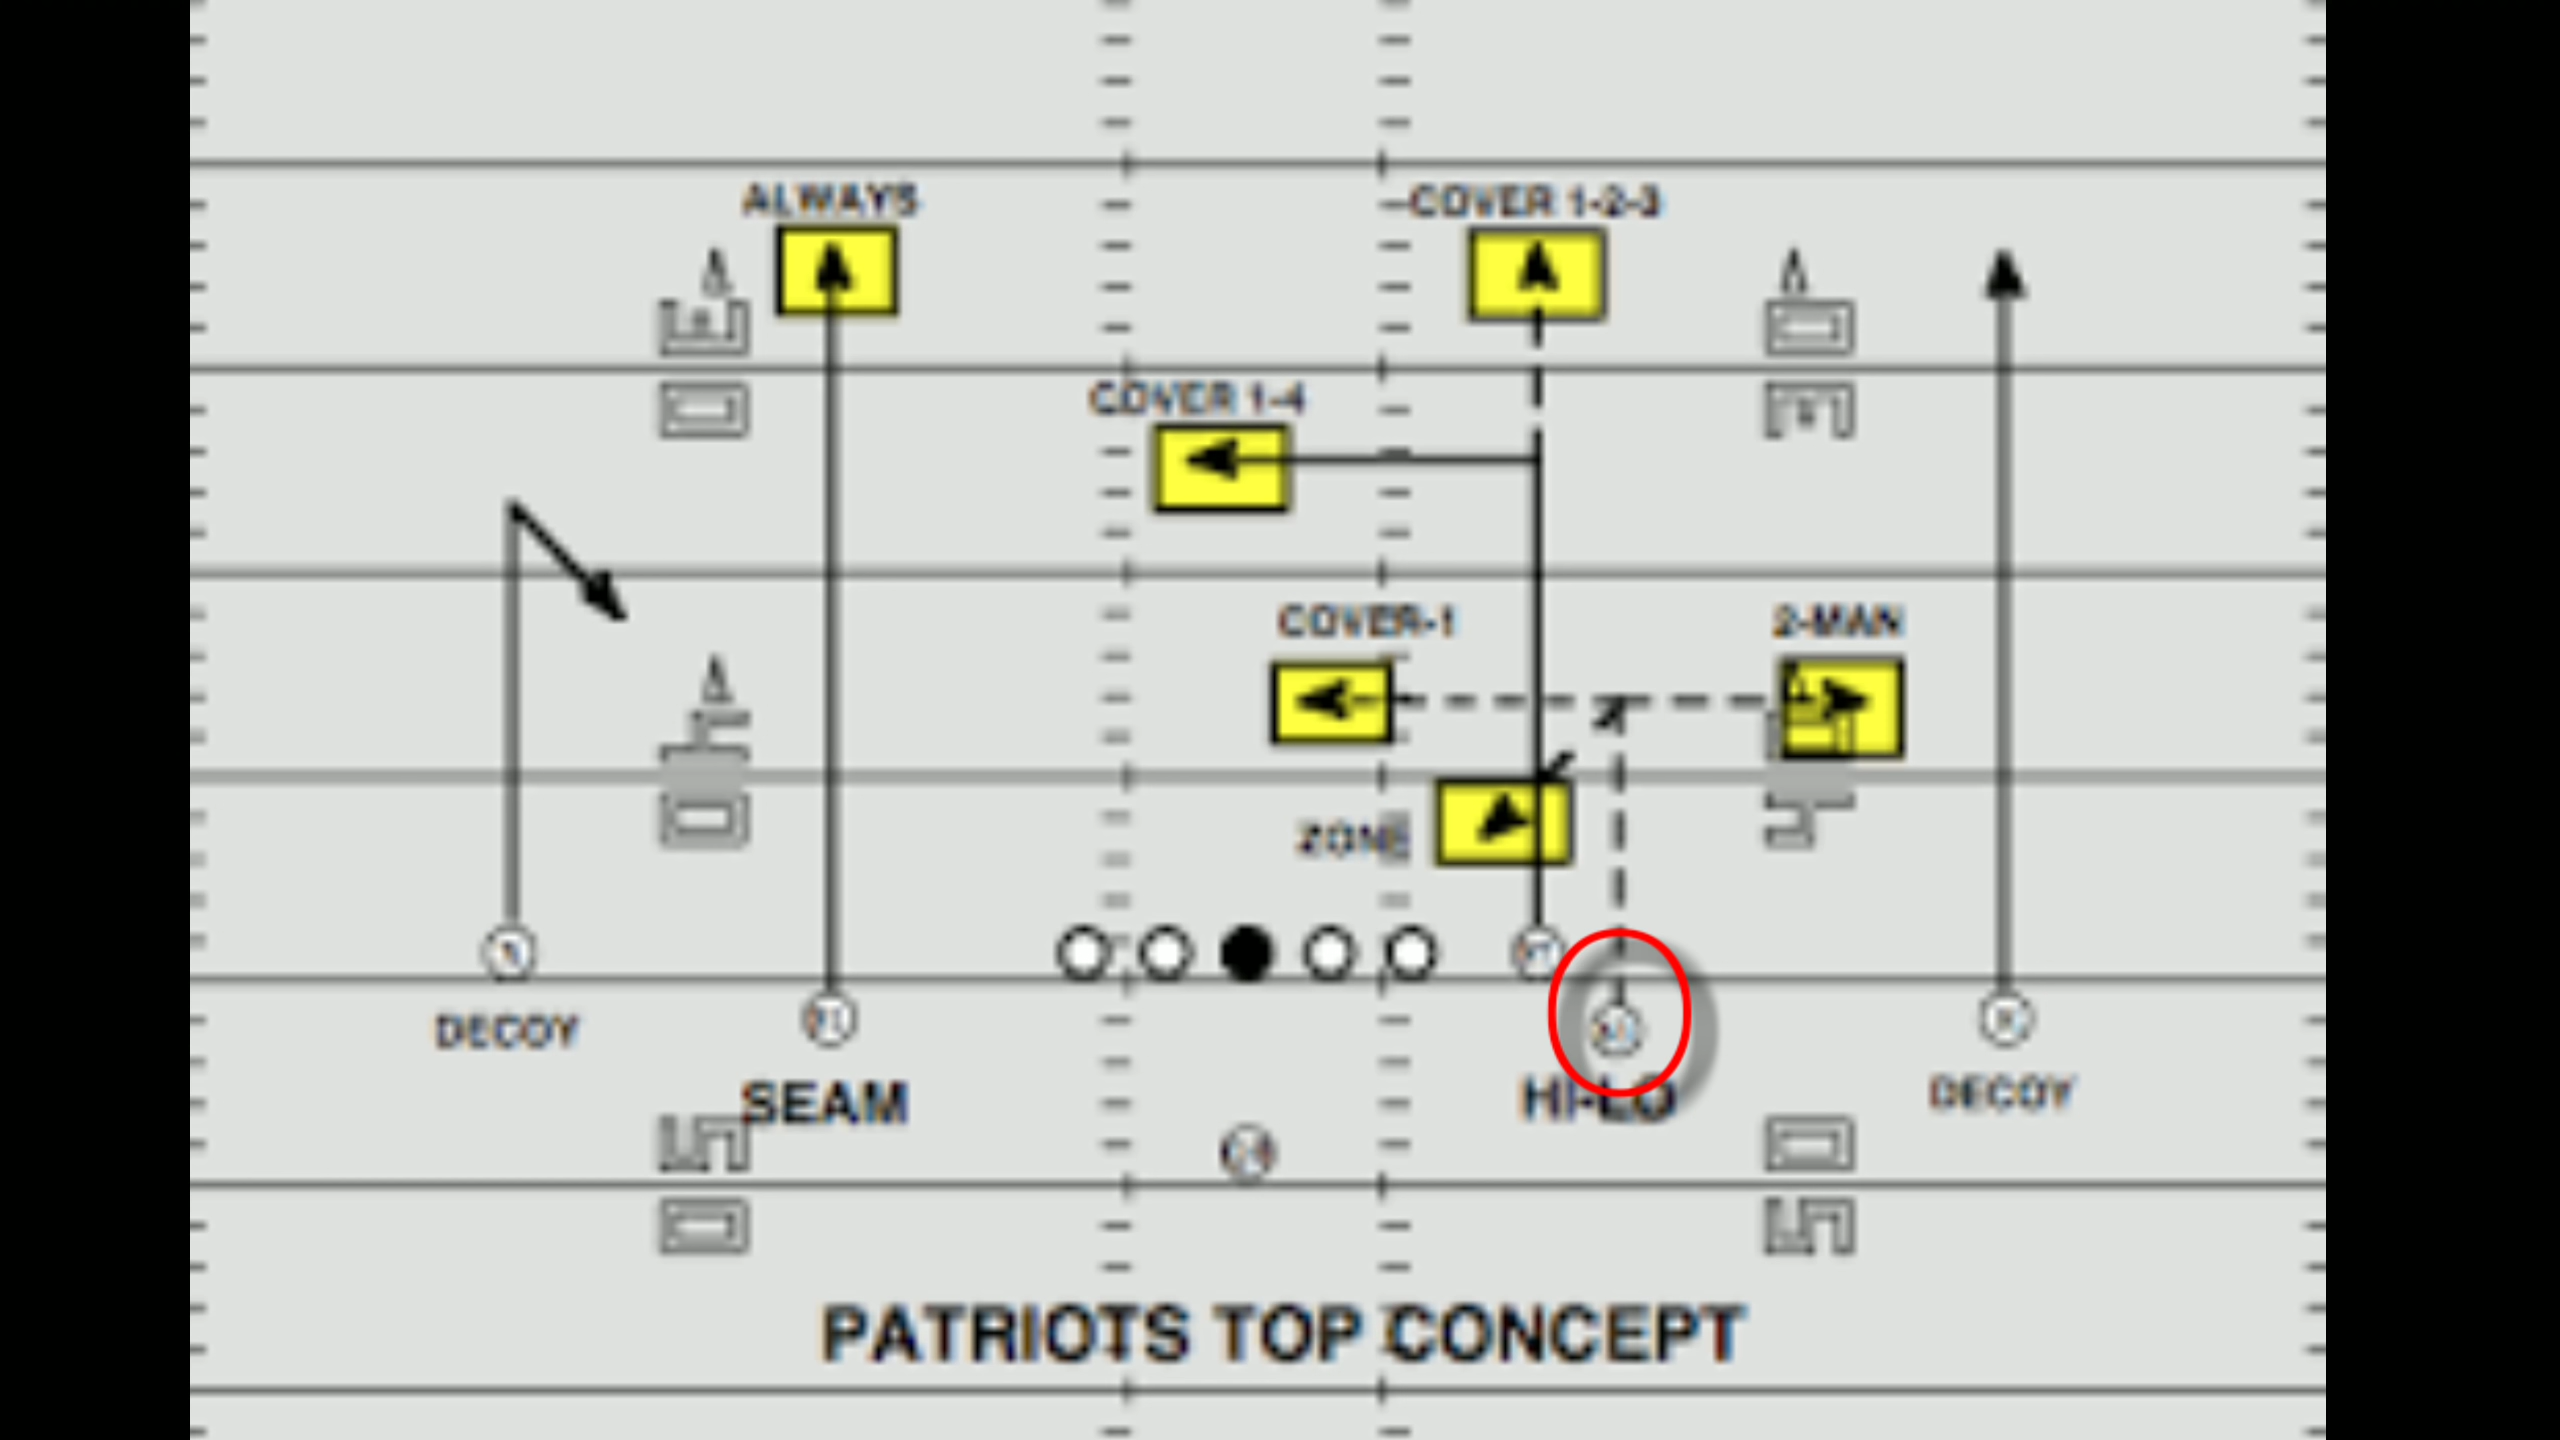 ALWAYS
COVER 1-2-3
COVER 1-4
COVER-1
2-MAN
ZONE
DECOY
SEAM
HI-LO
DECOY
PATRIOTS TOP CONCEPT